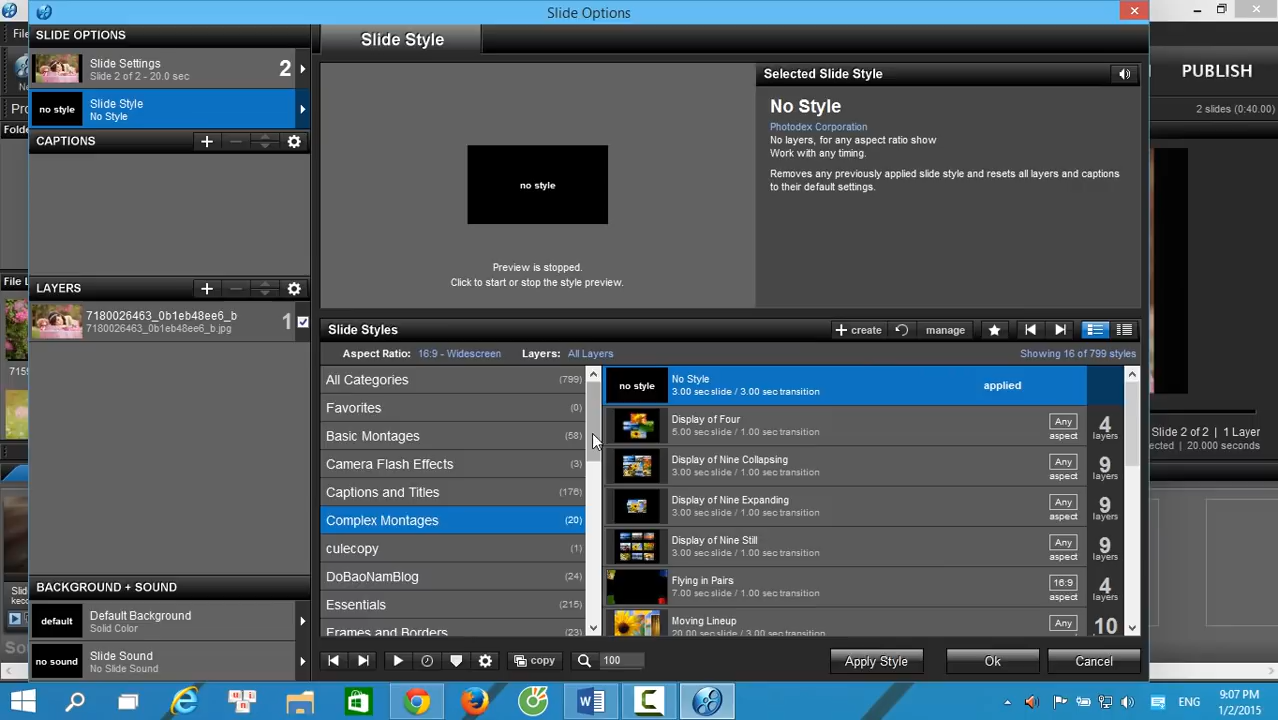 Slide Options
SLIDE OPTIONS
Slide Settings
Slide 2 of 2 - 20.0 sec
2
no style
Slide Style
No Style
CAPTIONS
LAYERS
7180026463_0b1eb48ee6_b
7180026463_0b1eb48ee6_b.jpg
1
BACKGROUND + SOUND
default
Default Background
Solid Color
no sound
Slide Sound
No Slide Sound
Slide Style
no style
Preview is stopped.
Click to start or stop the style preview.
Selected Slide Style
No Style
Photodex Corporation
No layers, for any aspect ratio show
Work with any timing.
Removes any previously applied slide style and resets all layers and captions
to their default settings.
Slide Styles
create
manage
Aspect Ratio: 16:9 - Widescreen Layers: All Layers
Showing 16 of 799 styles
All Categories (799)
Favorites (0)
Basic Montages (58)
Camera Flash Effects (3)
Captions and Titles (176)
Complex Montages (20)
culecopy (1)
DoBaoNamBlog (24)
Essentials (215)
Frames and Borders (23)
no style
No Style
3.00 sec slide / 3.00 sec transition
applied
Display of Four
5.00 sec slide / 1.00 sec transition
Any
aspect
4
layers
Display of Nine Collapsing
3.00 sec slide / 1.00 sec transition
Any
aspect
9
layers
Display of Nine Expanding
3.00 sec slide / 1.00 sec transition
Any
aspect
9
layers
Display of Nine Still
3.00 sec slide / 1.00 sec transition
Any
aspect
9
layers
Flying in Pairs
7.00 sec slide / 1.00 sec transition
16:9
aspect
4
layers
Moving Lineup
20.00 sec slide / 3.00 sec transition
Any
aspect
10
layers
copy
100
Apply Style
Ok
Cancel
PUBLISH
2 slides (0:40.00)
Slide 2 of 2 | 1 Layer
20.000 seconds
ENG
9:07 PM
1/2/2015